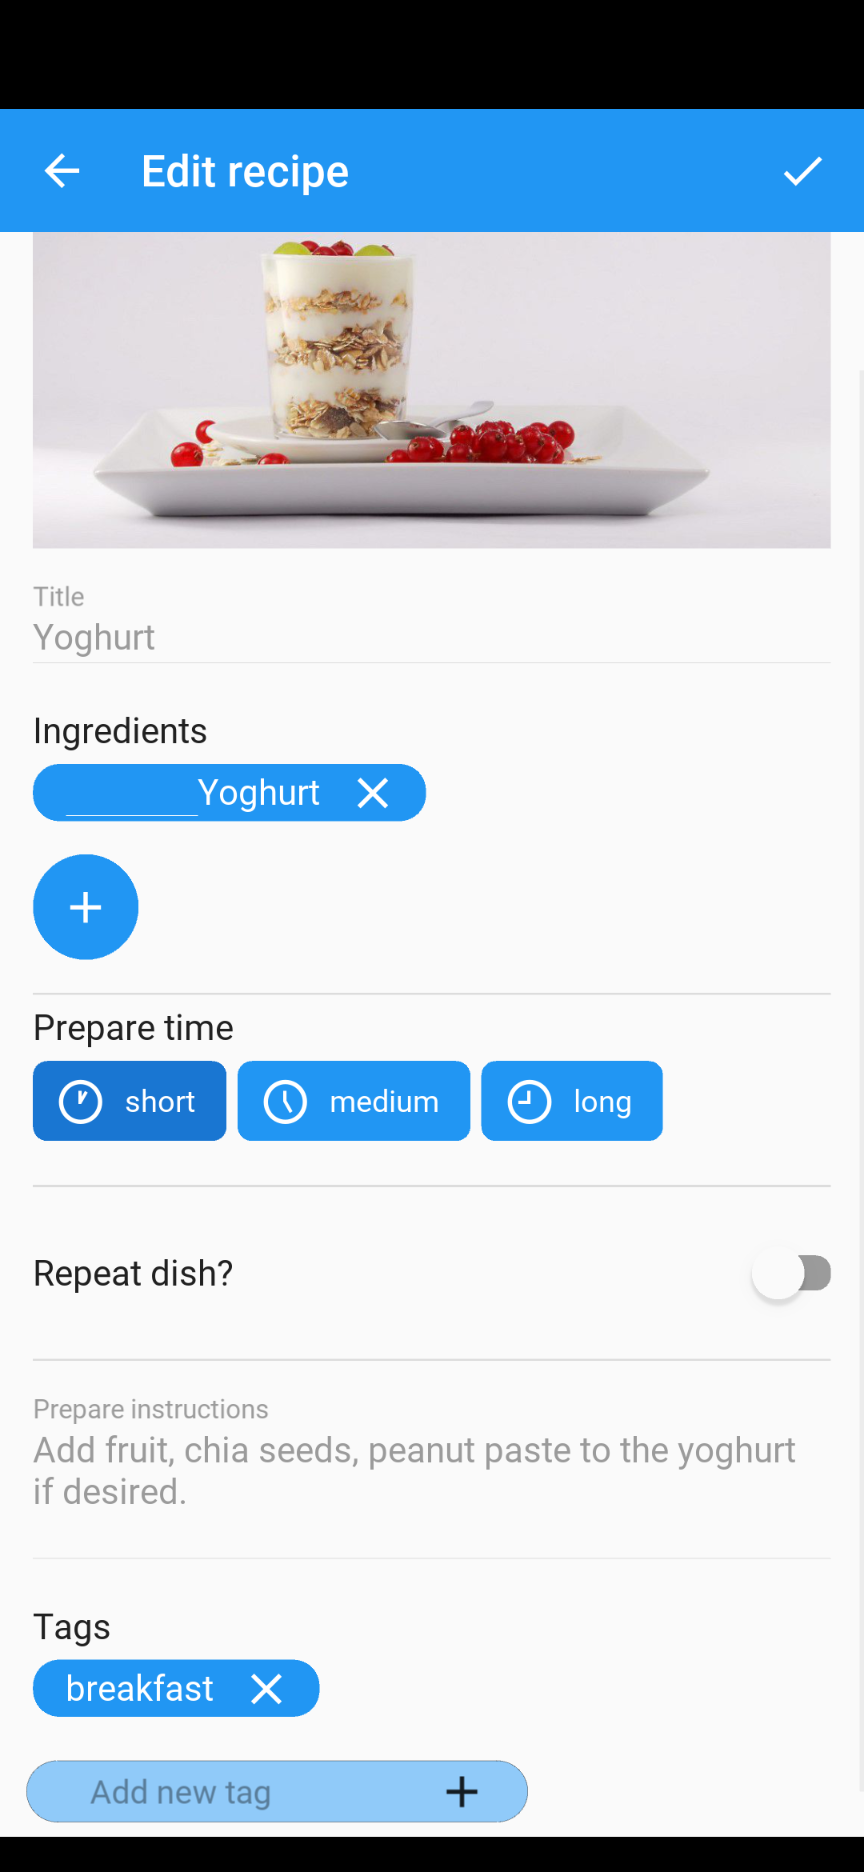 Edit recipe
Title
Yoghurt
Ingredients
Yoghurt
Prepare time
short medium long
Repeat dish?
Prepare instructions
Add fruit, chia seeds, peanut paste to the yoghurt
if desired.
Tags
breakfast
Add new tag